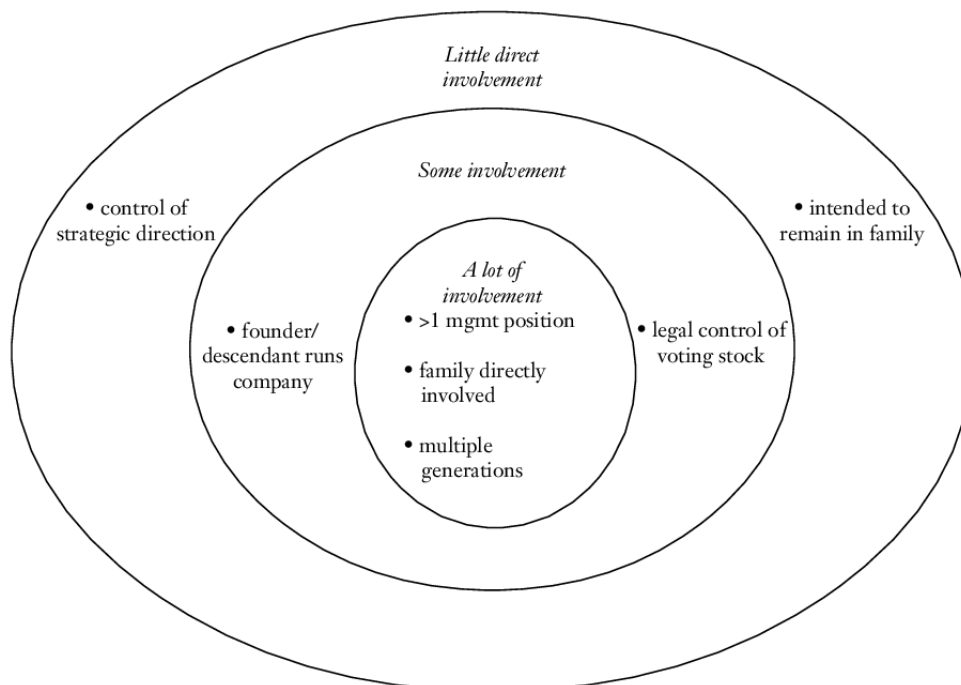 Little direct
involvement
Some involvement
• control of
strategic direction
• intended to
remain in family
A lot of
involvement
• >1 mgmt position
• family directly
involved
• multiple
generations
• founder/
descendant runs
company
• legal control of
voting stock